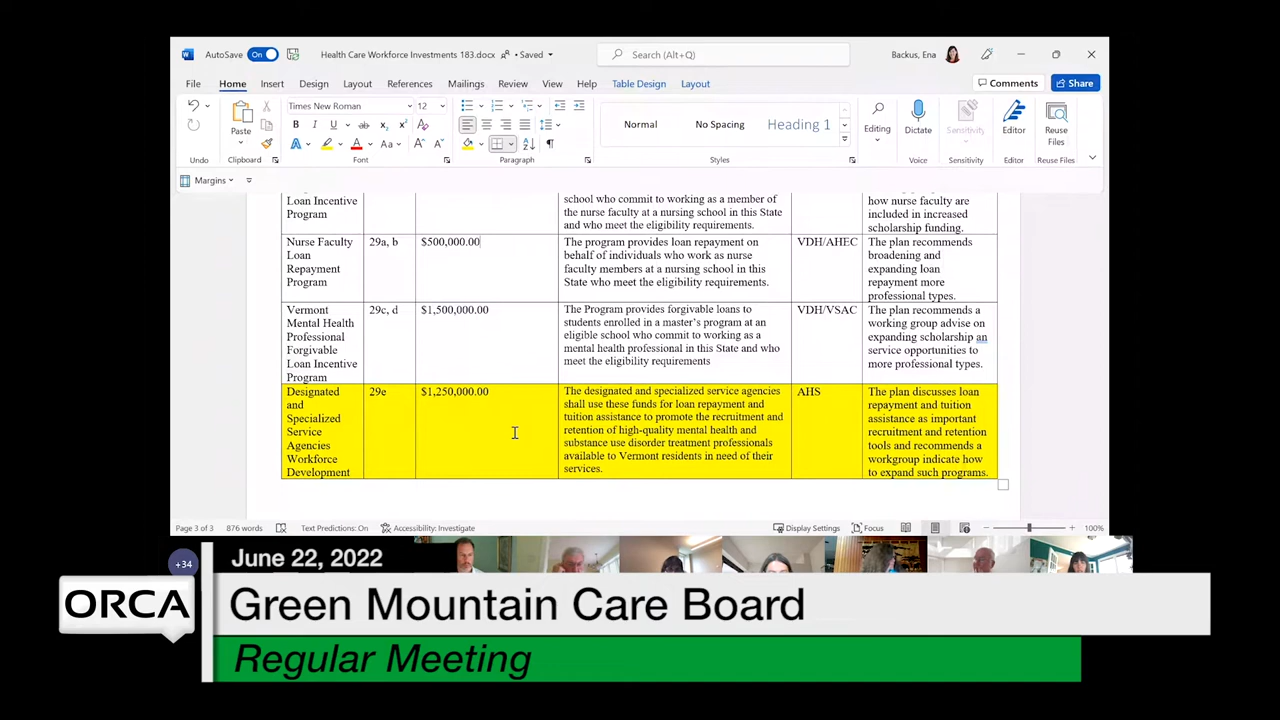 AutoSave On Health Care Workforce Investments 183.docx • Saved Search (Alt+Q) Backus, Ena
File Home Insert Design Layout References Mailings Review View Help Table Design Layout Comments Share
Times New Roman 12
Paste
B U ab x₂ x² A Aa A A
Normal No Spacing Heading 1
Editing Dictate Sensitivity Editor Reuse Files
Undo Clipboard Font Paragraph Styles Voice Sensitivity Editor Reuse Files
Margins
Loan Incentive
Program
school who commit to working as a member of
the nurse faculty at a nursing school in this State
and who meet the eligibility requirements.
how nurse faculty are
included in increased
scholarship funding.
Nurse Faculty
Loan
Repayment
Program
29a, b
$500,000.00
The program provides loan repayment on
behalf of individuals who work as nurse
faculty members at a nursing school in this
State who meet the eligibility requirements.
VDH/AHEC
The plan recommends
broadening and
expanding loan
repayment more
professional types.
Vermont
Mental Health
Professional
Forgivable
Loan Incentive
Program
29c, d
$1,500,000.00
The Program provides forgivable loans to
students enrolled in a master's program at an
eligible school who commit to working as a
mental health professional in this State and who
meet the eligibility requirements
VDH/VSAC
The plan recommends a
working group advise on
expanding scholarship an
service opportunities to
more professional types.
Designated
and
Specialized
Service
Agencies
Workforce
Development
29e
$1,250,000.00
The designated and specialized service agencies
shall use these funds for loan repayment and
tuition assistance to promote the recruitment and
retention of high-quality mental health and
substance use disorder treatment professionals
available to Vermont residents in need of their
services.
AHS
The plan discusses loan
repayment and tuition
assistance as important
recruitment and retention
tools and recommends a
workgroup indicate how
to expand such programs.
Page 3 of 3 876 words Text Predictions: On Accessibility: Investigate Display Settings Focus 100%
+34
June 22, 2022
ORCA
Green Mountain Care Board
Regular Meeting